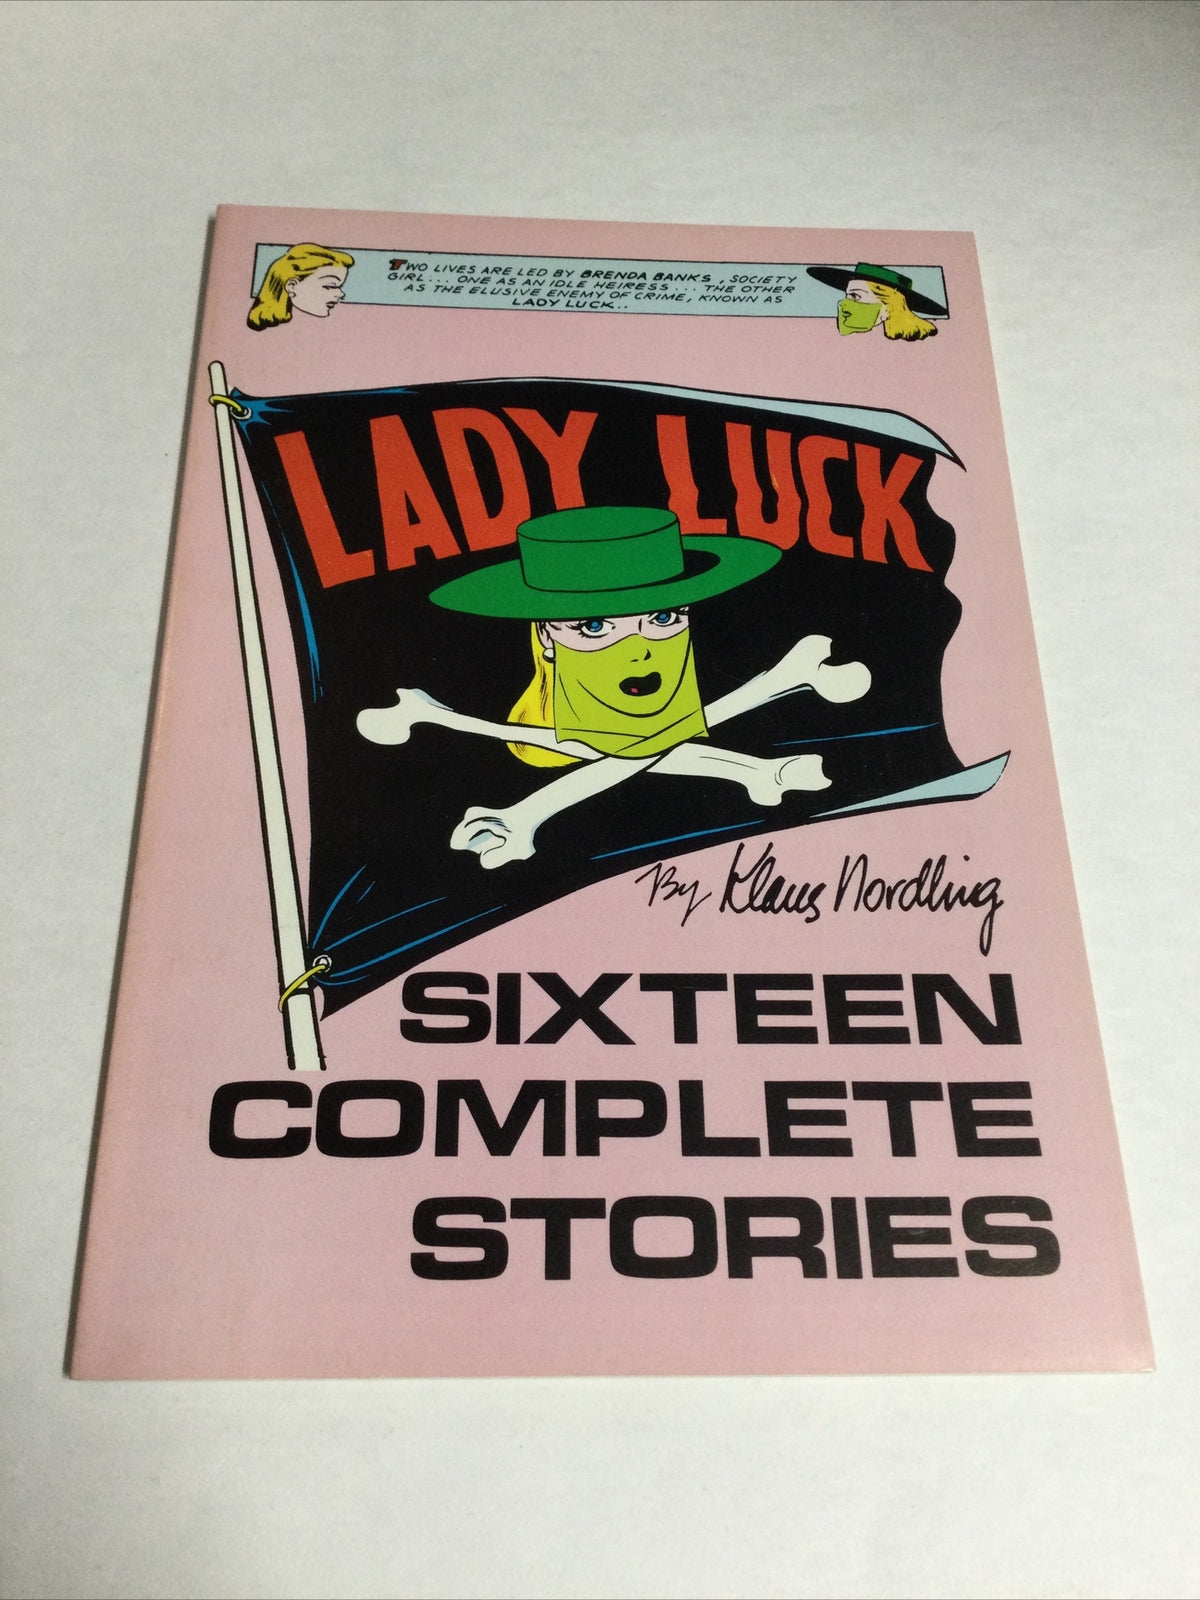 TWO LIVES ARE LED BY BRENDA BANKS, SOCIETY
GIRL... ONE AS AN IDLE HEIRESS... THE OTHER
AS THE ELUSIVE ENEMY OF CRIME, KNOWN AS
LADY LUCK..
LADY LUCK
By Klaus Nordling
SIXTEEN
COMPLETE
STORIES